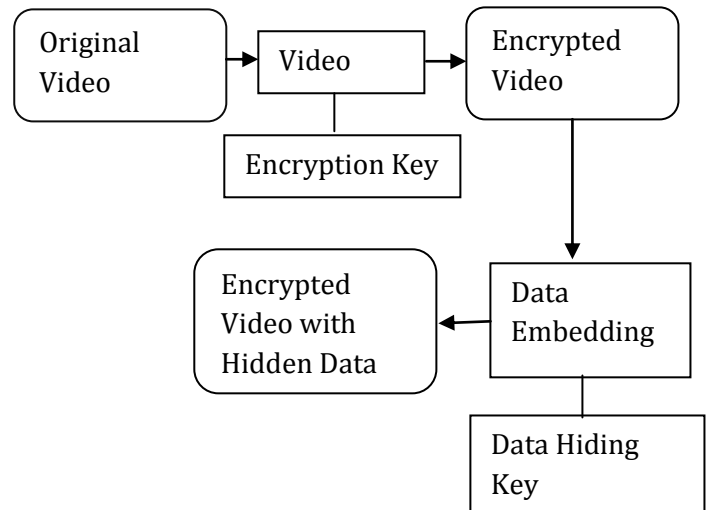 Original
Video
Video
Encrypted
Video
Encryption Key
Encrypted
Video with
Hidden Data
Data
Embedding
Data Hiding
Key